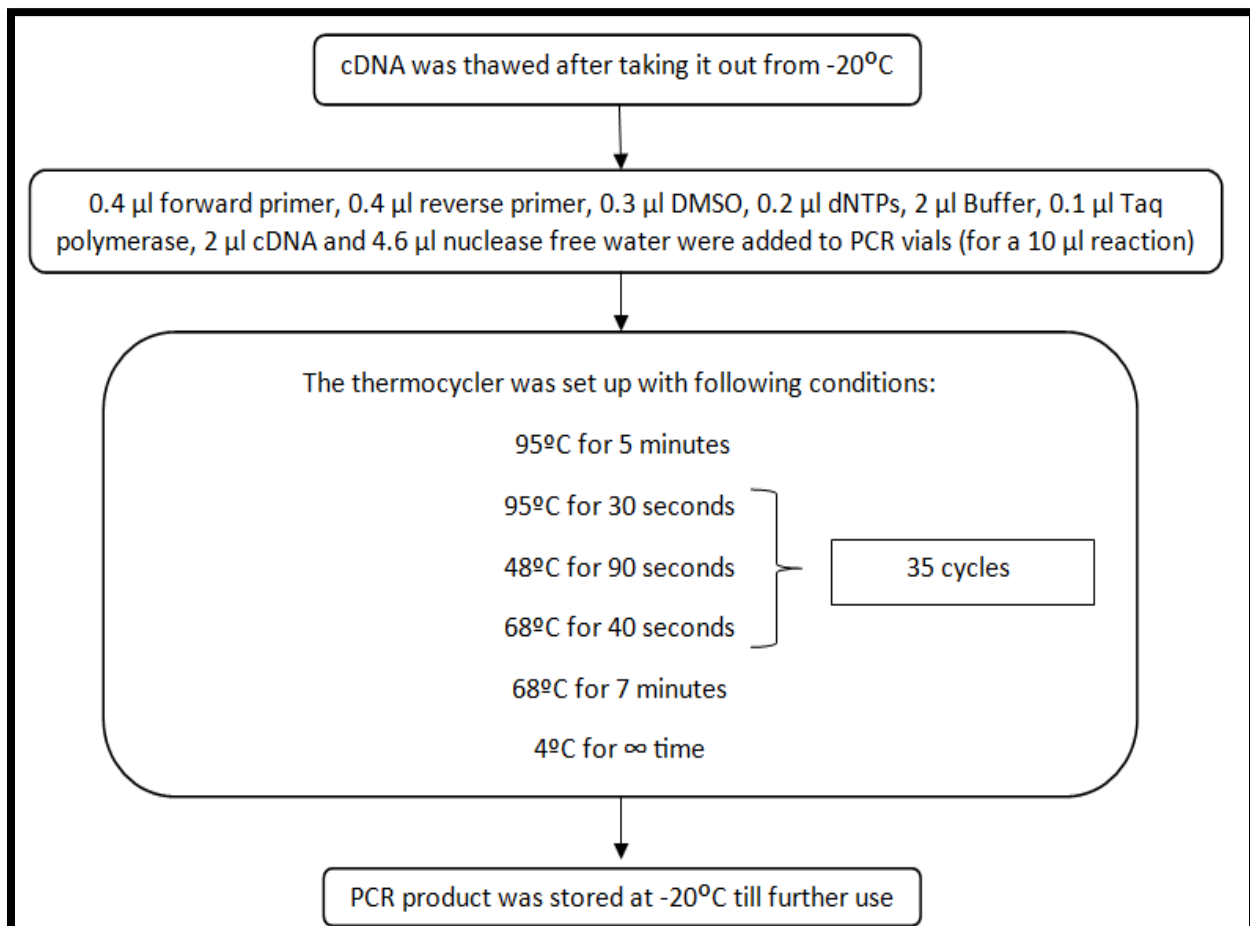 cDNA was thawed after taking it out from -20⁰C
0.4 µl forward primer, 0.4 µl reverse primer, 0.3 µl DMSO, 0.2 µl dNTPs, 2 µl Buffer, 0.1 µl Taq
polymerase, 2 µl cDNA and 4.6 µl nuclease free water were added to PCR vials (for a 10 µl reaction)
The thermocycler was set up with following conditions:
95ºC for 5 minutes
95ºC for 30 seconds
48ºC for 90 seconds
35 cycles
68ºC for 40 seconds
68ºC for 7 minutes
4ºC for ∞ time
PCR product was stored at -20⁰C till further use